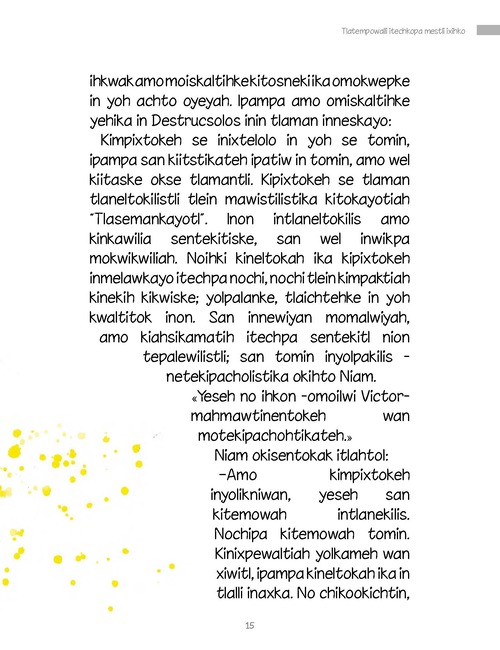 Tlatempowalli itechkopa mestli ixihko
ihkwak amo moiskaltihke kitosneki ika omokwepke
in yoh achto oyeyah. Ipampa amo omiskaltihke
yehika in Destrucsolos inin tlaman inneskayo:
Kimpixtokeh se inixtelolo in yoh se tomin,
ipampa san kiitstikateh ipatiw in tomin, amo wel
kiitaske okse tlamantli. Kipixtokeh se tlaman
tlaneltokilistli tlein mawistilistika kitokayotiah
"Tlasemankayotl". Inon intlaneltokilis amo
kinkawilia sentekitiske, san wel inwikpa
mokwikwiliah. Noihki kineltokah ika kipixtokeh
inmelawkayo itechpa nochi, nochi tlein kimpaktiah
kinekih kikwiske; yolpalanke, tlaichtehke in yoh
kwaltitok inon. San innewiyan momalwiyah,
amo kiahsikamatih itechpa sentekitl nion
tepalewilistli; san tomin inyolpakilis -
netekipacholistika okihto Niam.
«Yeseh no ihkon -omoilwi Victor-
mahmawtinentokeh wan
motekipachohtikateh.»
Niam okisentokak itlahtol:
-Amo kimpixtokeh
inyolikniwan, yeseh san
kitemowah intlanekilis.
Nochipa kitemowah tomin.
Kinixpewaltiah yolkameh wan
xiwitl, ipampa kineltokah ika in
tlalli inaxka. No chikookichtin,
15